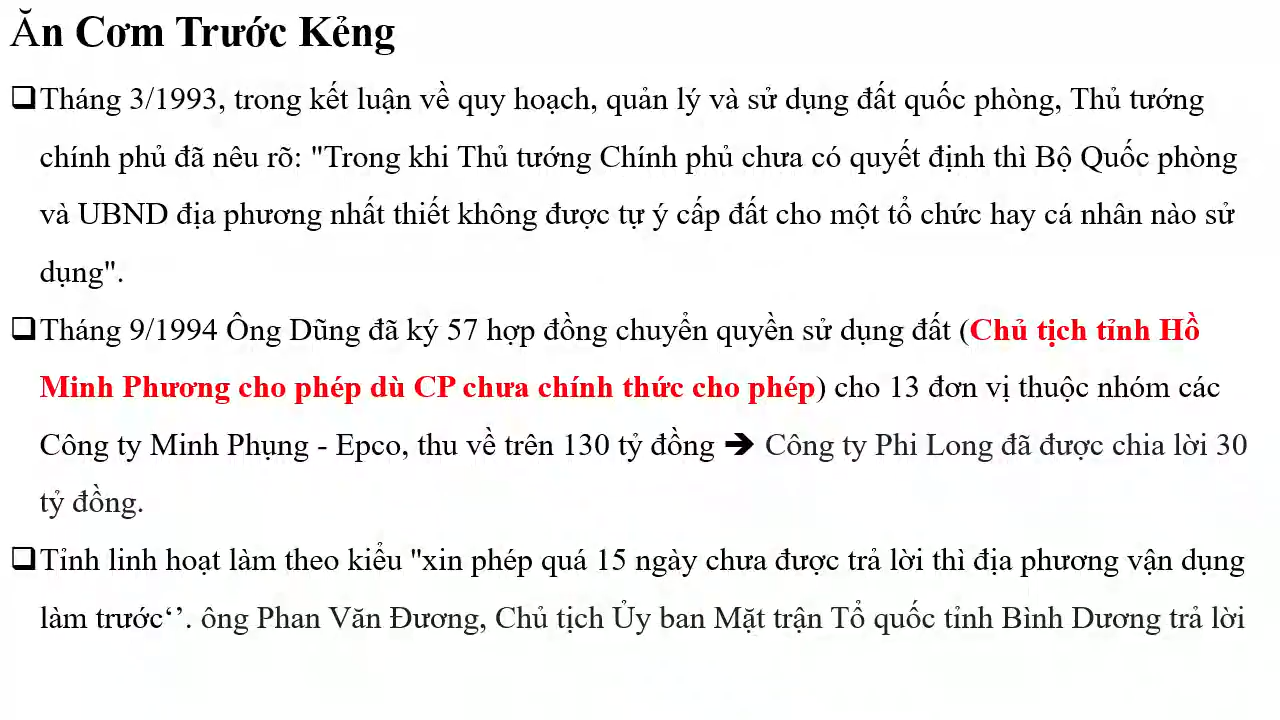 Ăn Cơm Trước Kẻng
❑Tháng 3/1993, trong kết luận về quy hoạch, quản lý và sử dụng đất quốc phòng, Thủ tướng
chính phủ đã nêu rõ: "Trong khi Thủ tướng Chính phủ chưa có quyết định thì Bộ Quốc phòng
và UBND địa phương nhất thiết không được tự ý cấp đất cho một tổ chức hay cá nhân nào sử
dụng".
❑Tháng 9/1994 Ông Dũng đã ký 57 hợp đồng chuyển quyền sử dụng đất (Chủ tịch tỉnh Hồ
Minh Phương cho phép dù CP chưa chính thức cho phép) cho 13 đơn vị thuộc nhóm các
Công ty Minh Phụng - Epco, thu về trên 130 tỷ đồng ➔ Công ty Phi Long đã được chia lời 30
tỷ đồng.
❑Tỉnh linh hoạt làm theo kiểu "xin phép quá 15 ngày chưa được trả lời thì địa phương vận dụng
làm trước‘’. ông Phan Văn Đương, Chủ tịch Ủy ban Mặt trận Tổ quốc tỉnh Bình Dương trả lời